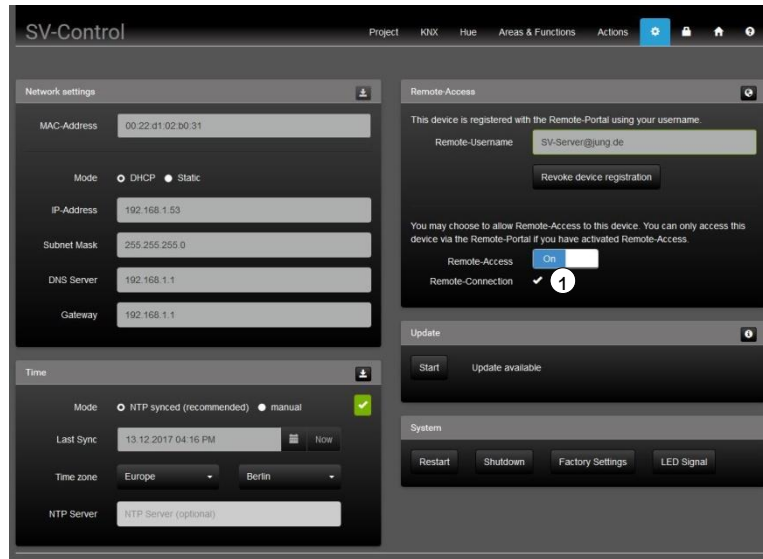 SV-Control
Project KNX Hue Areas & Functions Actions
Network settings
MAC-Address 00:22:d1:02:b0:31
Mode DHCP Static
IP-Address 192.168.1.53
Subnet Mask 255.255.255.0
DNS Server 192.168.1.1
Gateway 192.168.1.1
Time
Mode NTP synced (recommended) manual
Last Sync 13.12.2017 04:16 PM Now
Time zone Europe Berlin
NTP Server NTP Server (optional)
Remote-Access
This device is registered with the Remote-Portal using your username.
Remote-Username SV-Server@jung.de
Revoke device registration
You may choose to allow Remote-Access to this device. You can only access this
device via the Remote-Portal if you have activated Remote-Access.
Remote-Access On
Remote-Connection 1
Update
Start Update available
System
Restart Shutdown Factory Settings LED Signal